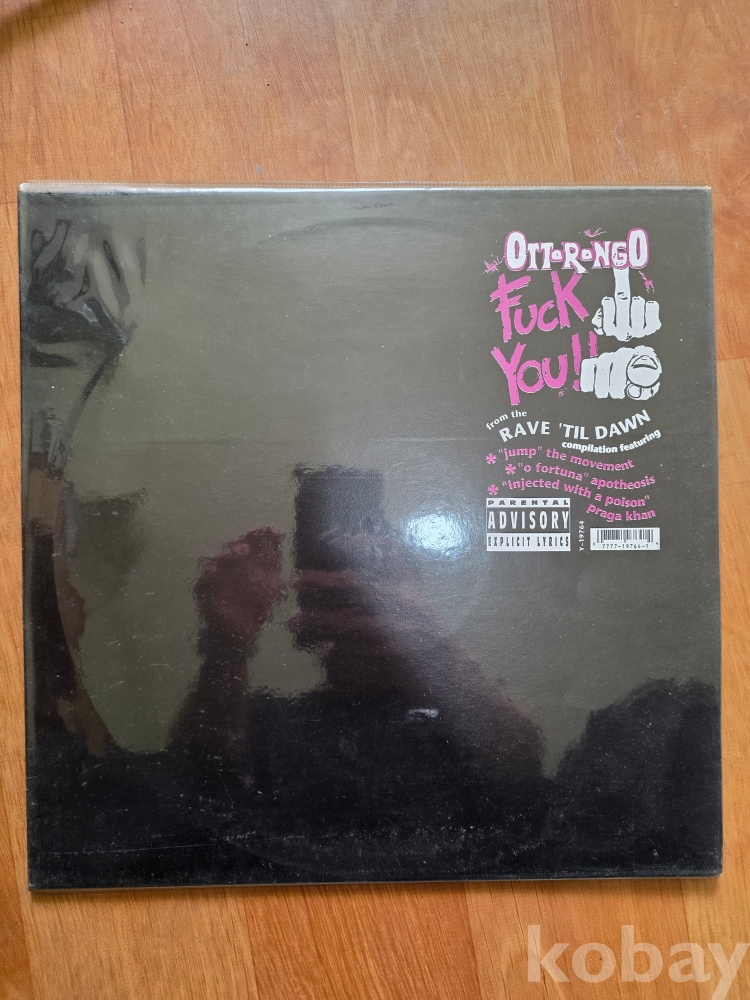 OTTORONGO
FUCK
YOU!!
from the
RAVE 'TIL DAWN
compilation featuring
* "jump" the movement
* "o fortuna" apotheosis
* "injected with a poison"
praga khan
PARENTAL
ADVISORY
EXPLICIT LYRICS
Y-19764
7777-19764-1
kobay